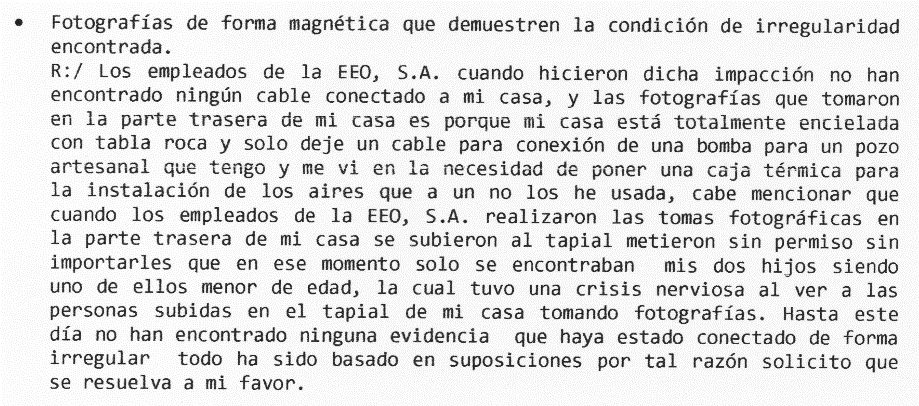 • Fotografías de forma magnética que demuestren la condición de irregularidad
encontrada.
R:/ Los empleados de la EEO, S.A. cuando hicieron dicha impacción no han
encontrado ningún cable conectado a mi casa, y las fotografías que tomaron
en la parte trasera de mi casa es porque mi casa está totalmente encielada
con tabla roca y solo deje un cable para conexión de una bomba para un pozo
artesanal que tengo y me vi en la necesidad de poner una caja térmica para
la instalación de los aires que a un no los he usada, cabe mencionar que
cuando los empleados de la EEO, S.A. realizaron las tomas fotográficas en
la parte trasera de mi casa se subieron al tapial metieron sin permiso sin
importarles que en ese momento solo se encontraban mis dos hijos siendo
uno de ellos menor de edad, la cual tuvo una crisis nerviosa al ver a las
personas subidas en el tapial de mi casa tomando fotografías. Hasta este
día no han encontrado ninguna evidencia que haya estado conectado de forma
irregular todo ha sido basado en suposiciones por tal razón solicito que
se resuelva a mi favor.